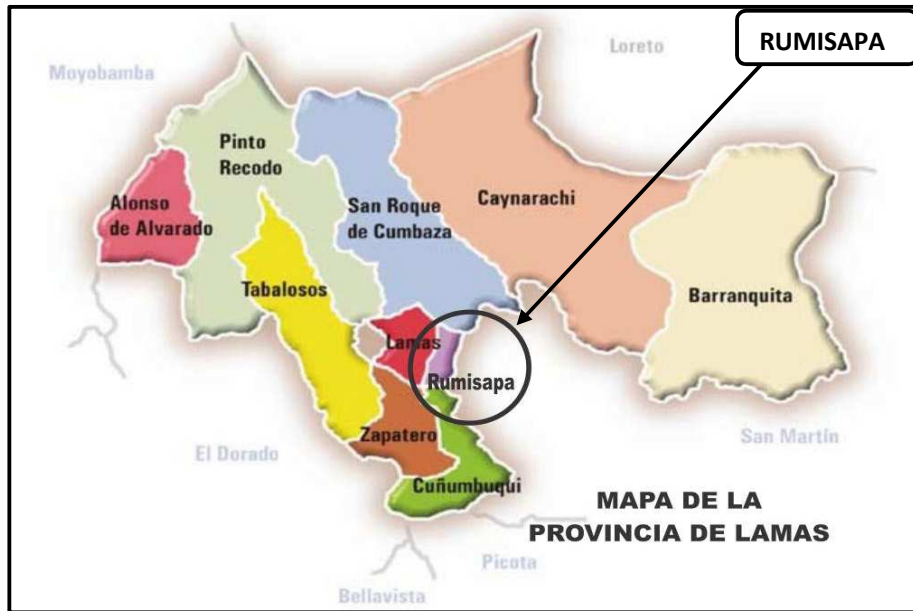 RUMISAPA
Loreto
Moyobamba
Pinto
Recodo
Alonso
de Alvarado
San Roque
de Cumbaza
Caynarachi
Tabalosos
Barranquita
Lamas
Rumisapa
Zapatero
El Dorado
San Martín
Cuñumbuqui
MAPA DE LA
PROVINCIA DE LAMAS
Picota
Bellavista